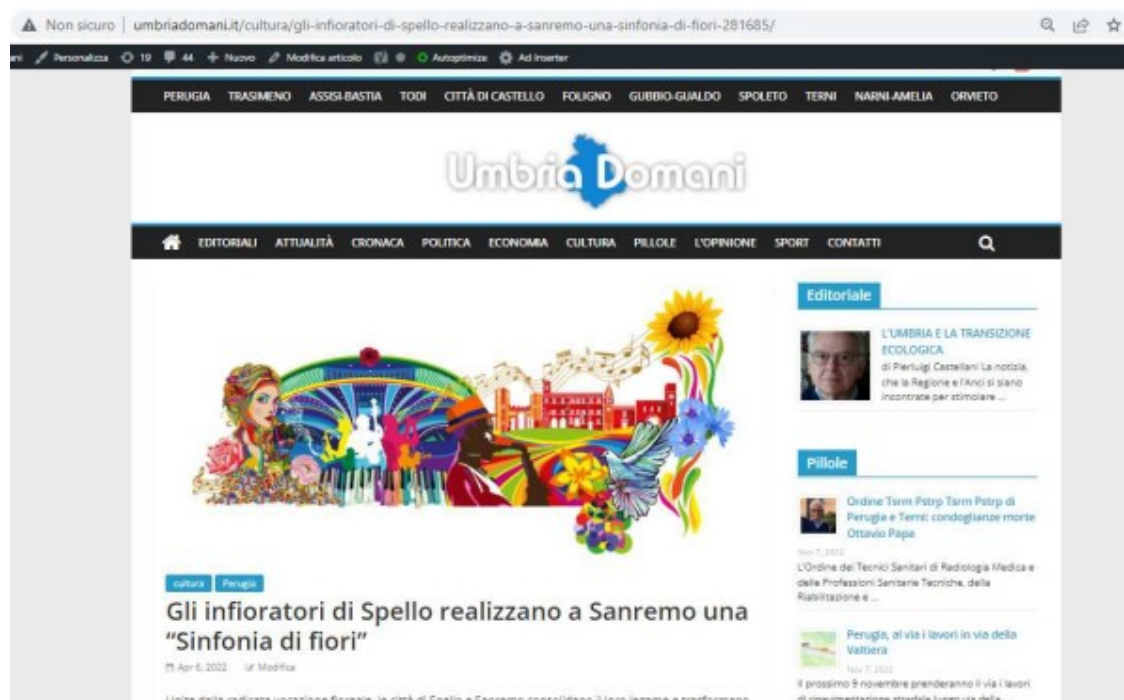 Non sicuro | umbriadomani.it/cultura/gli-infioratori-di-spello-realizzano-a-sanremo-una-sinfonia-di-fiori-281685/
Personalizza 19 44 Nuovo Modifica articolo Autoptimize Ad Inserter
PERUGIA TRASIMENO ASSISI-BASTIA TODI CITTÀ DI CASTELLO FOLIGNO GUBBIO-GUALDO SPOLETO TERNI NARNI-AMELIA ORVIETO
Umbria Domani
EDITORIALI ATTUALITÀ CRONACA POLITICA ECONOMIA CULTURA PILLOLE L'OPINIONE SPORT CONTATTI
Editoriale
L'UMBRIA E LA TRANSIZIONE
ECOLOGICA
di Pierluigi Castellani La notizia,
che la Regione e l'Anci si siano
incontrate per stimolare ...
Pillole
Ordine Tsrm Pstrp Tsrm Pstrp di
Perugia e Terni: condoglianze morte
Ottavio Papa
Nov 7, 2022
L'Ordine dei Tecnici Sanitari di Radiologia Medica e
delle Professioni Sanitarie Tecniche, della
Riabilitazione e ...
Perugia, al via i lavori in via della
Valtiera
Nov 7, 2022
Il prossimo 9 novembre prenderanno il via i lavori
cultura Perugia
Gli infioratori di Spello realizzano a Sanremo una
“Sinfonia di fiori”
Apr 6, 2022 Modifica